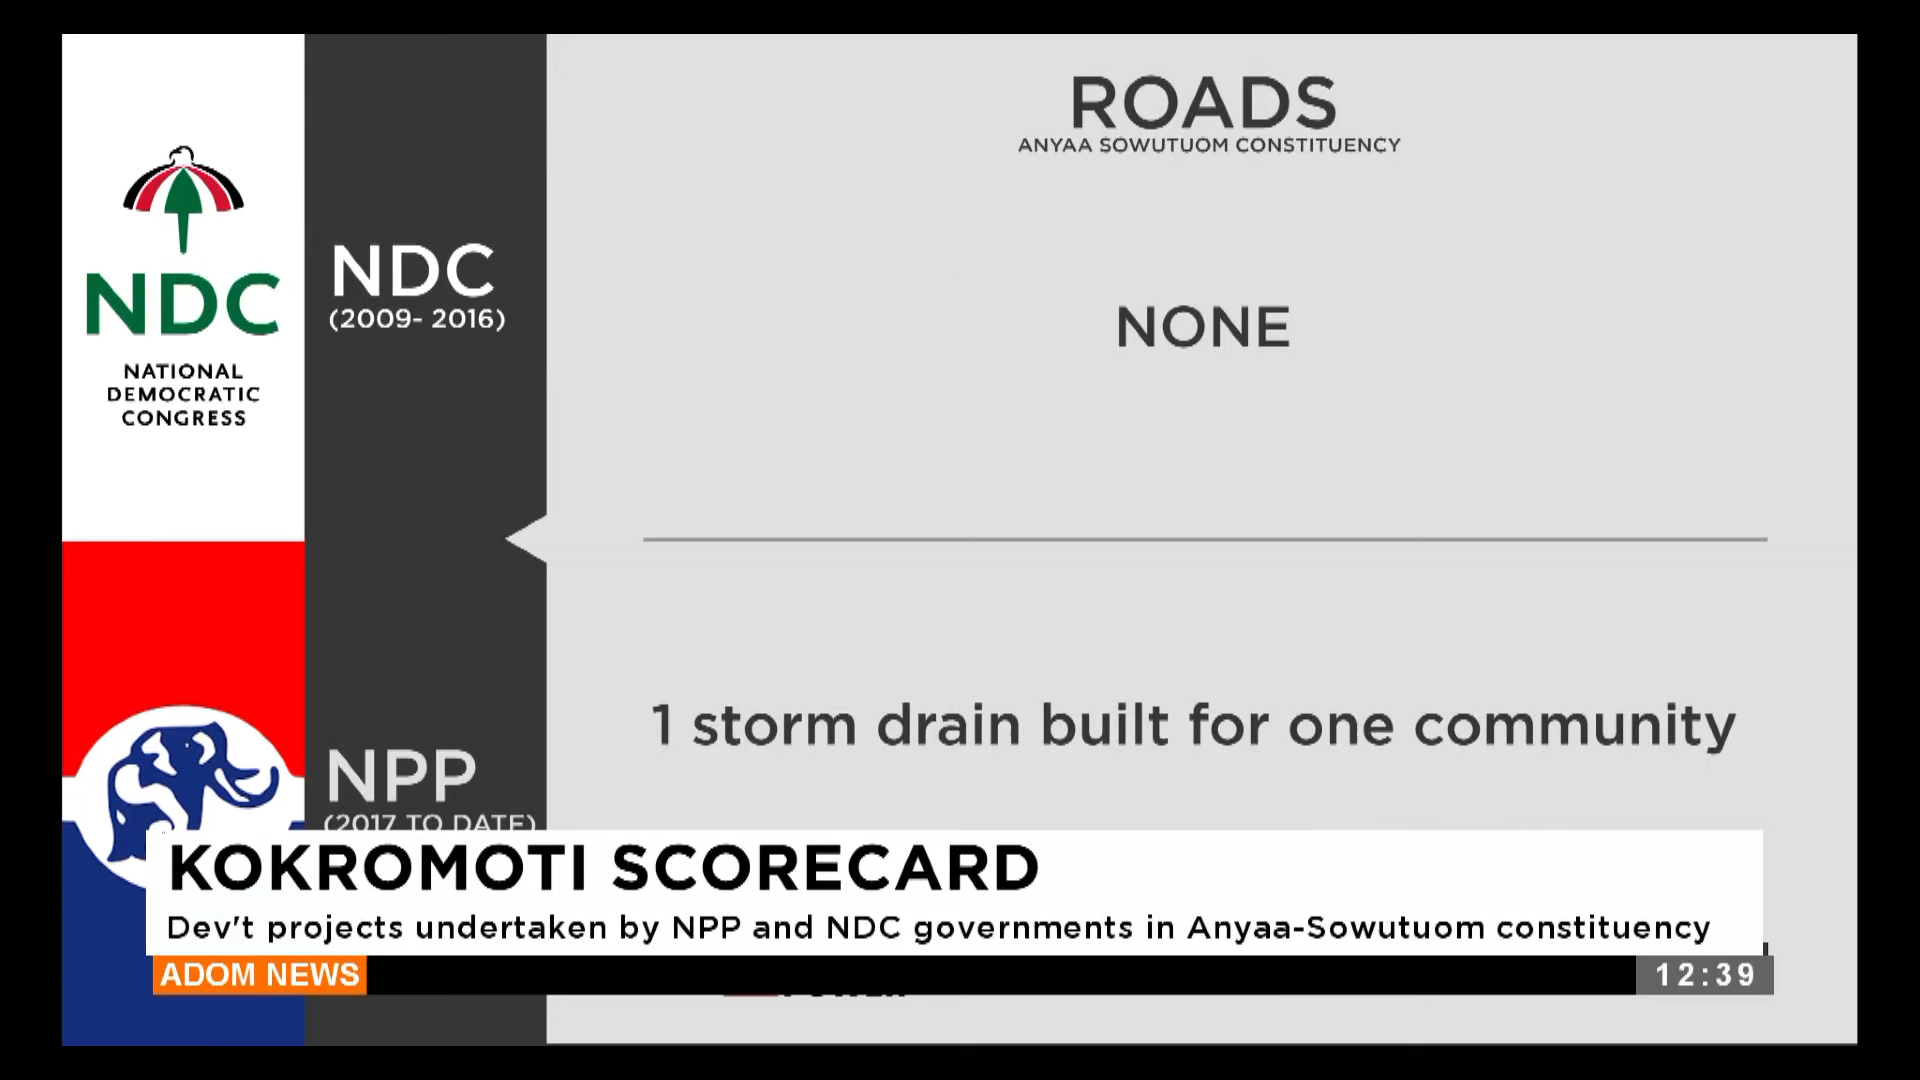 ROADS
ANYAA SOWUTUOM CONSTITUENCY
NDC
NATIONAL
DEMOCRATIC
CONGRESS
NDC
(2009- 2016)
NONE
NPP
(2017 TO DATE)
1 storm drain built for one community
KOKROMOTI SCORECARD
Dev't projects undertaken by NPP and NDC governments in Anyaa-Sowutuom constituency
ADOM NEWS
12:39